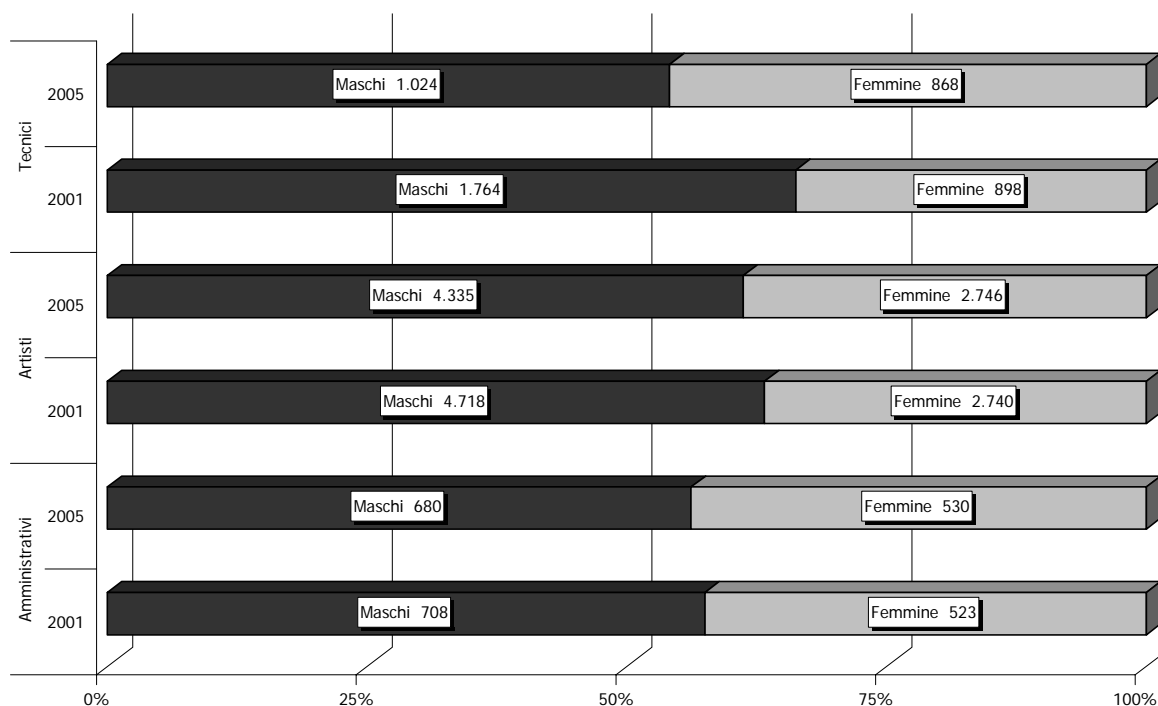 Tecnici
2005
Maschi 1.024
Femmine 868
2001
Maschi 1.764
Femmine 898
Artisti
2005
Maschi 4.335
Femmine 2.746
2001
Maschi 4.718
Femmine 2.740
Amministrativi
2005
Maschi 680
Femmine 530
2001
Maschi 708
Femmine 523
0% 25% 50% 75% 100%